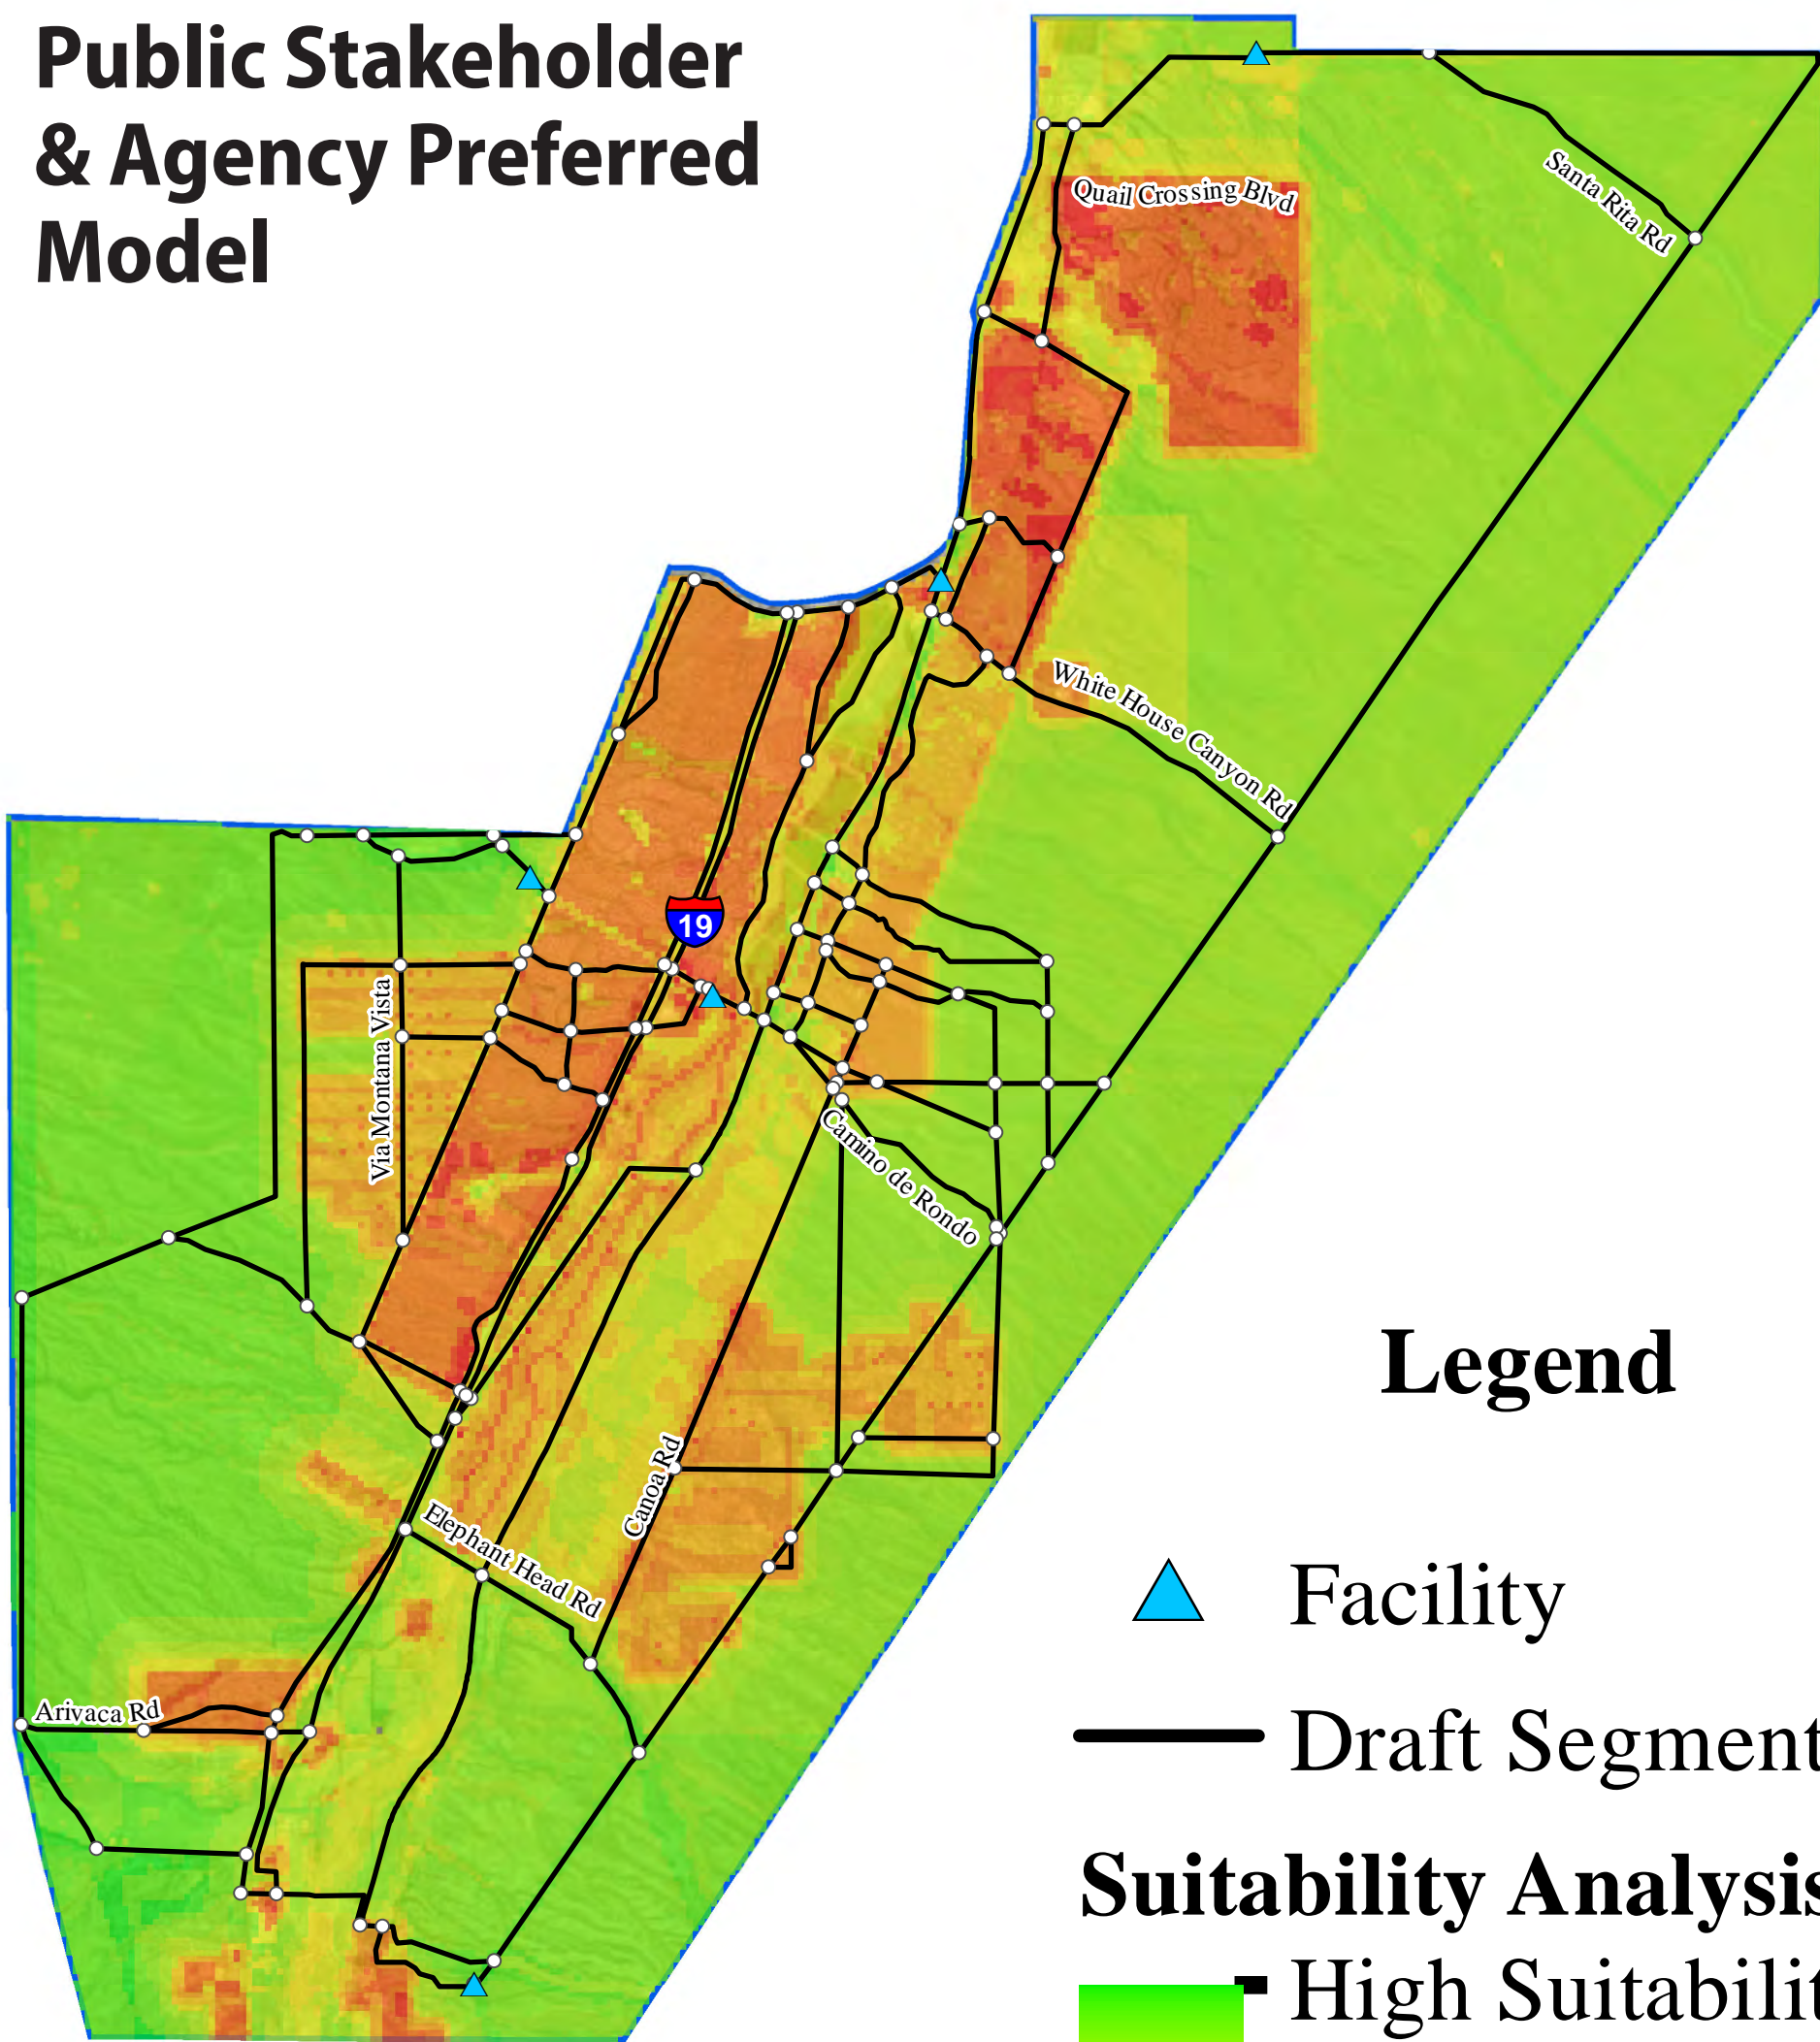 Public Stakeholder
& Agency Preferred
Model
Quail Crossing Blvd
Santa Rita Rd
White House Canyon Rd
19
Via Montana Vista
Camino de Rondo
Canoa Rd
Elephant Head Rd
Arivaca Rd
Legend
Facility
Draft Segment
Suitability Analysis
High Suitabilit